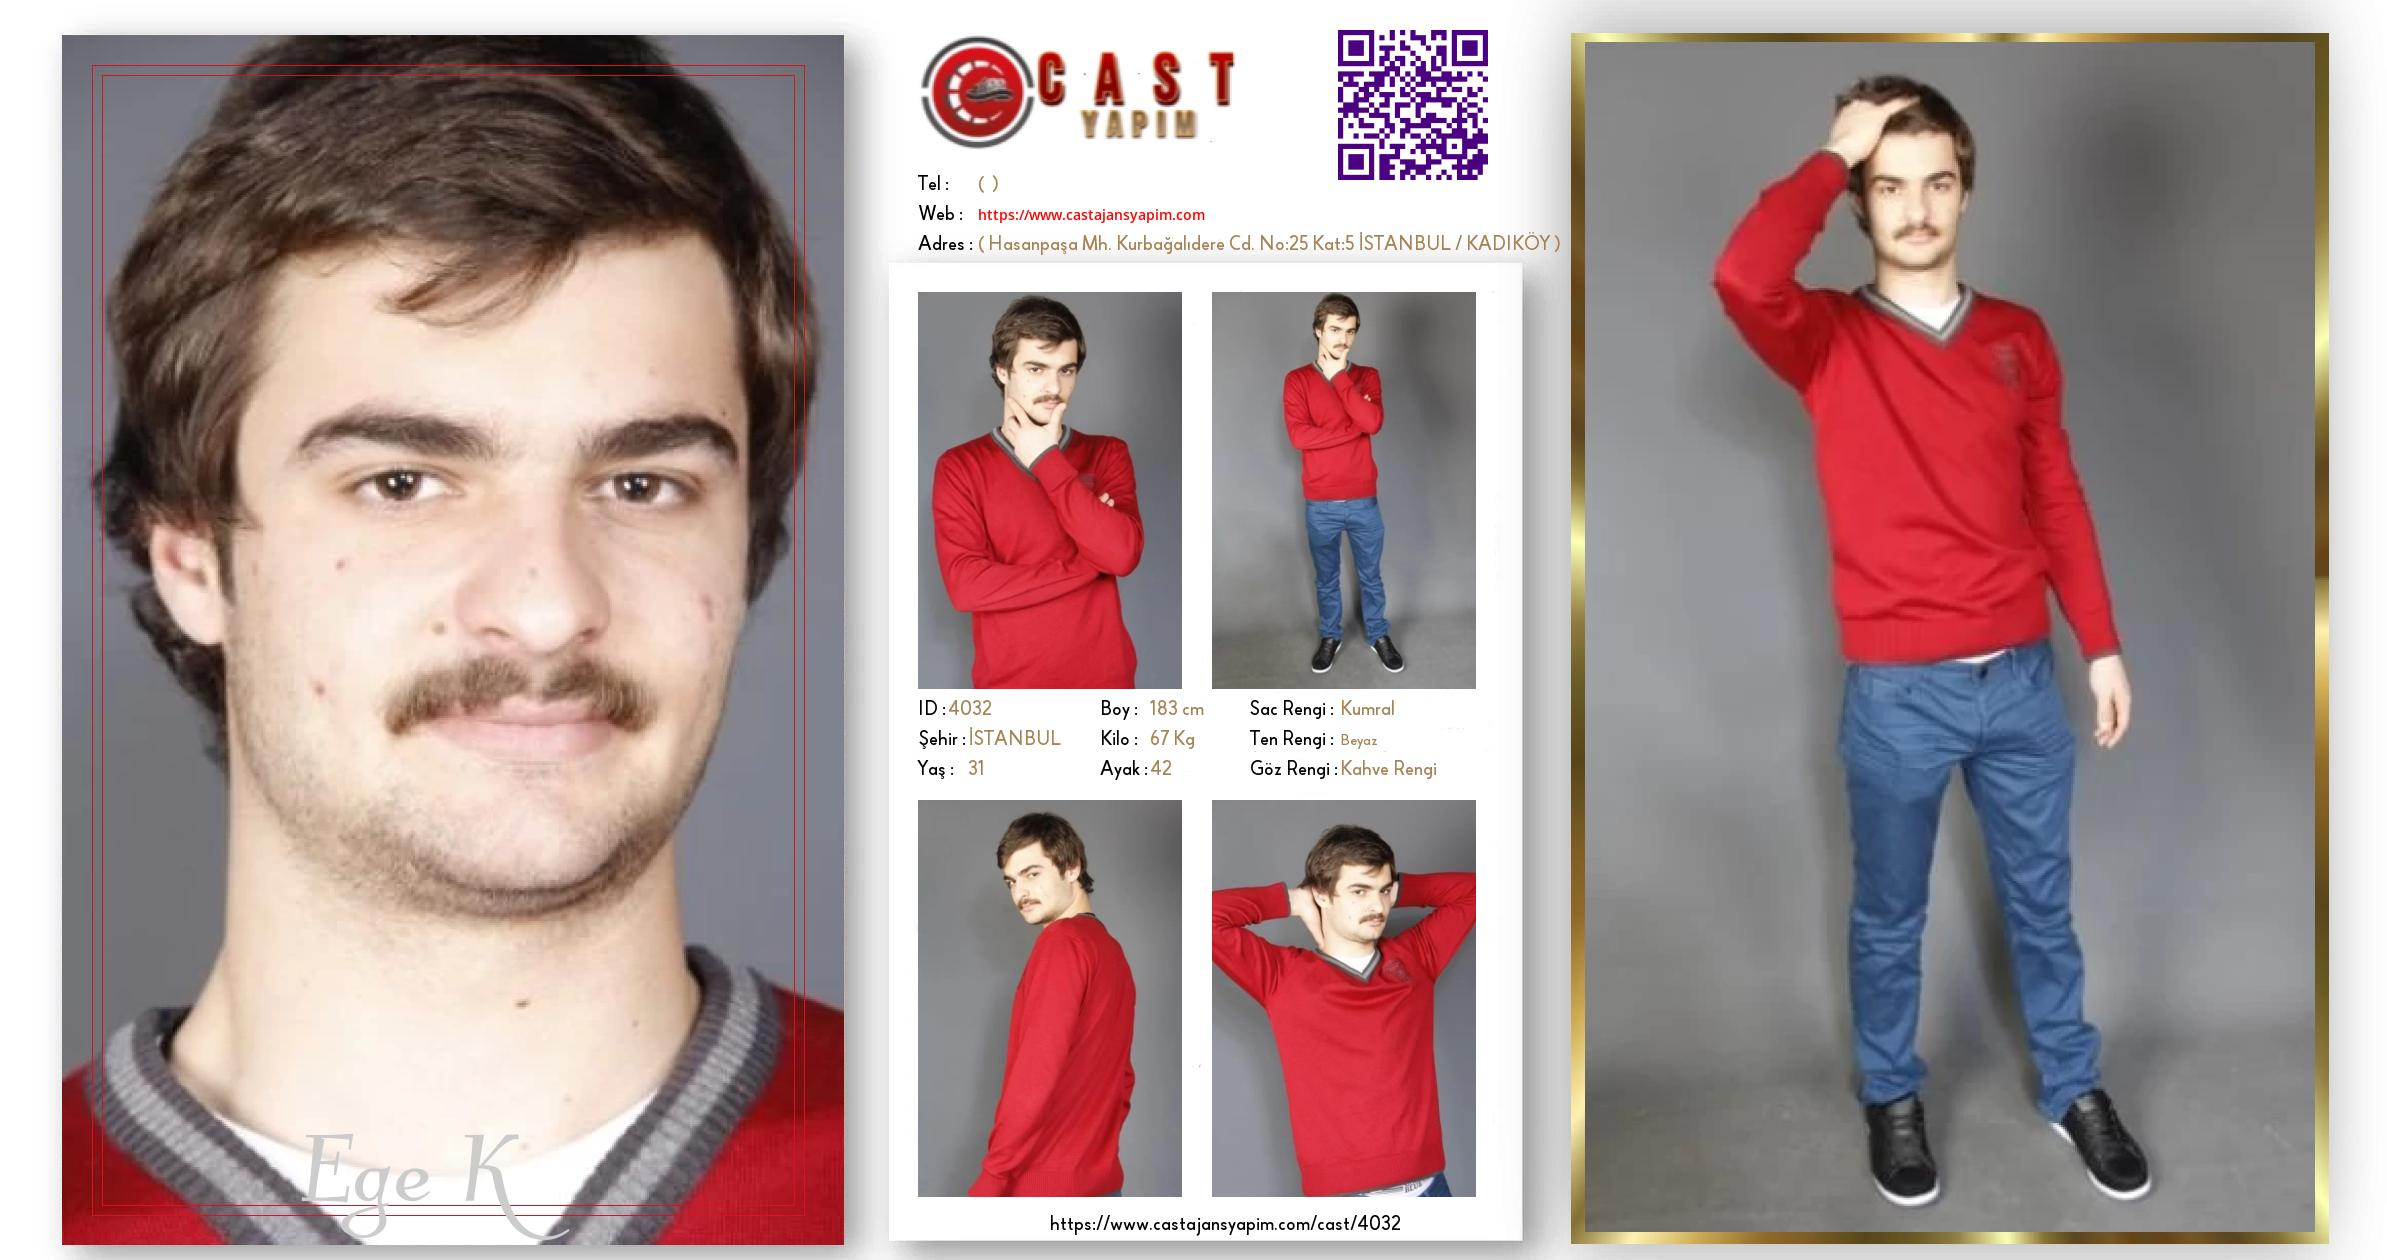 CAST
YAPIM
Tel : ( )
Web : https://www.castajansyapim.com
Adres : ( Hasanpaşa Mh. Kurbağalıdere Cd. No:25 Kat:5 İSTANBUL / KADIKÖY )
ID : 4032 Boy : 183 cm Sac Rengi : Kumral
Şehir : İSTANBUL Kilo : 67 Kg Ten Rengi : Beyaz
Yaş : 31 Ayak : 42 Göz Rengi : Kahve Rengi
Ege K
https://www.castajansyapim.com/cast/4032